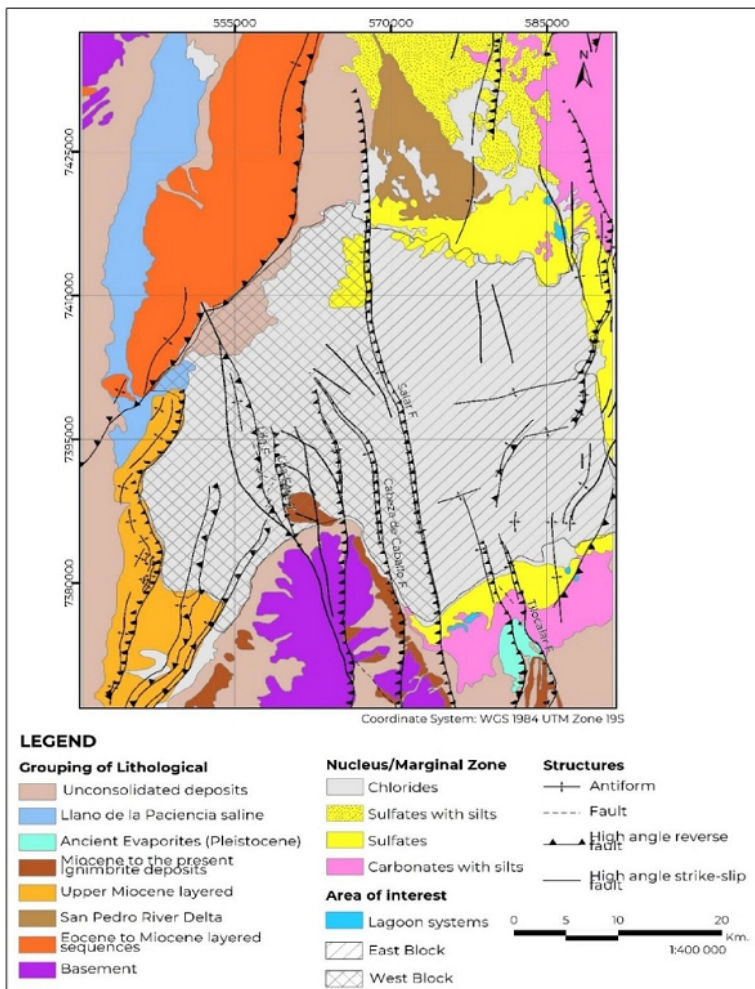 555000 570000 585000
N
7425000
7410000
7395000
7380000
Salar F.
Cabeza de Caballo F.
Tilocalar F.
Coordinate System: WGS 1984 UTM Zone 19S
LEGEND
Grouping of Lithological
Unconsolidated deposits
Llano de la Paciencia saline
Ancient Evaporites (Pleistocene)
Miocene to the present
Ignimbrite deposits
Upper Miocene layered
San Pedro River Delta
Eocene to Miocene layered
sequences
Basement
Nucleus/Marginal Zone
Chlorides
Sulfates with silts
Sulfates
Carbonates with silts
Area of interest
Lagoon systems
East Block
West Block
Structures
Antiform
Fault
High angle reverse
fault
High angle strike-slip
fault
0 5 10 20
Km.
1:400 000